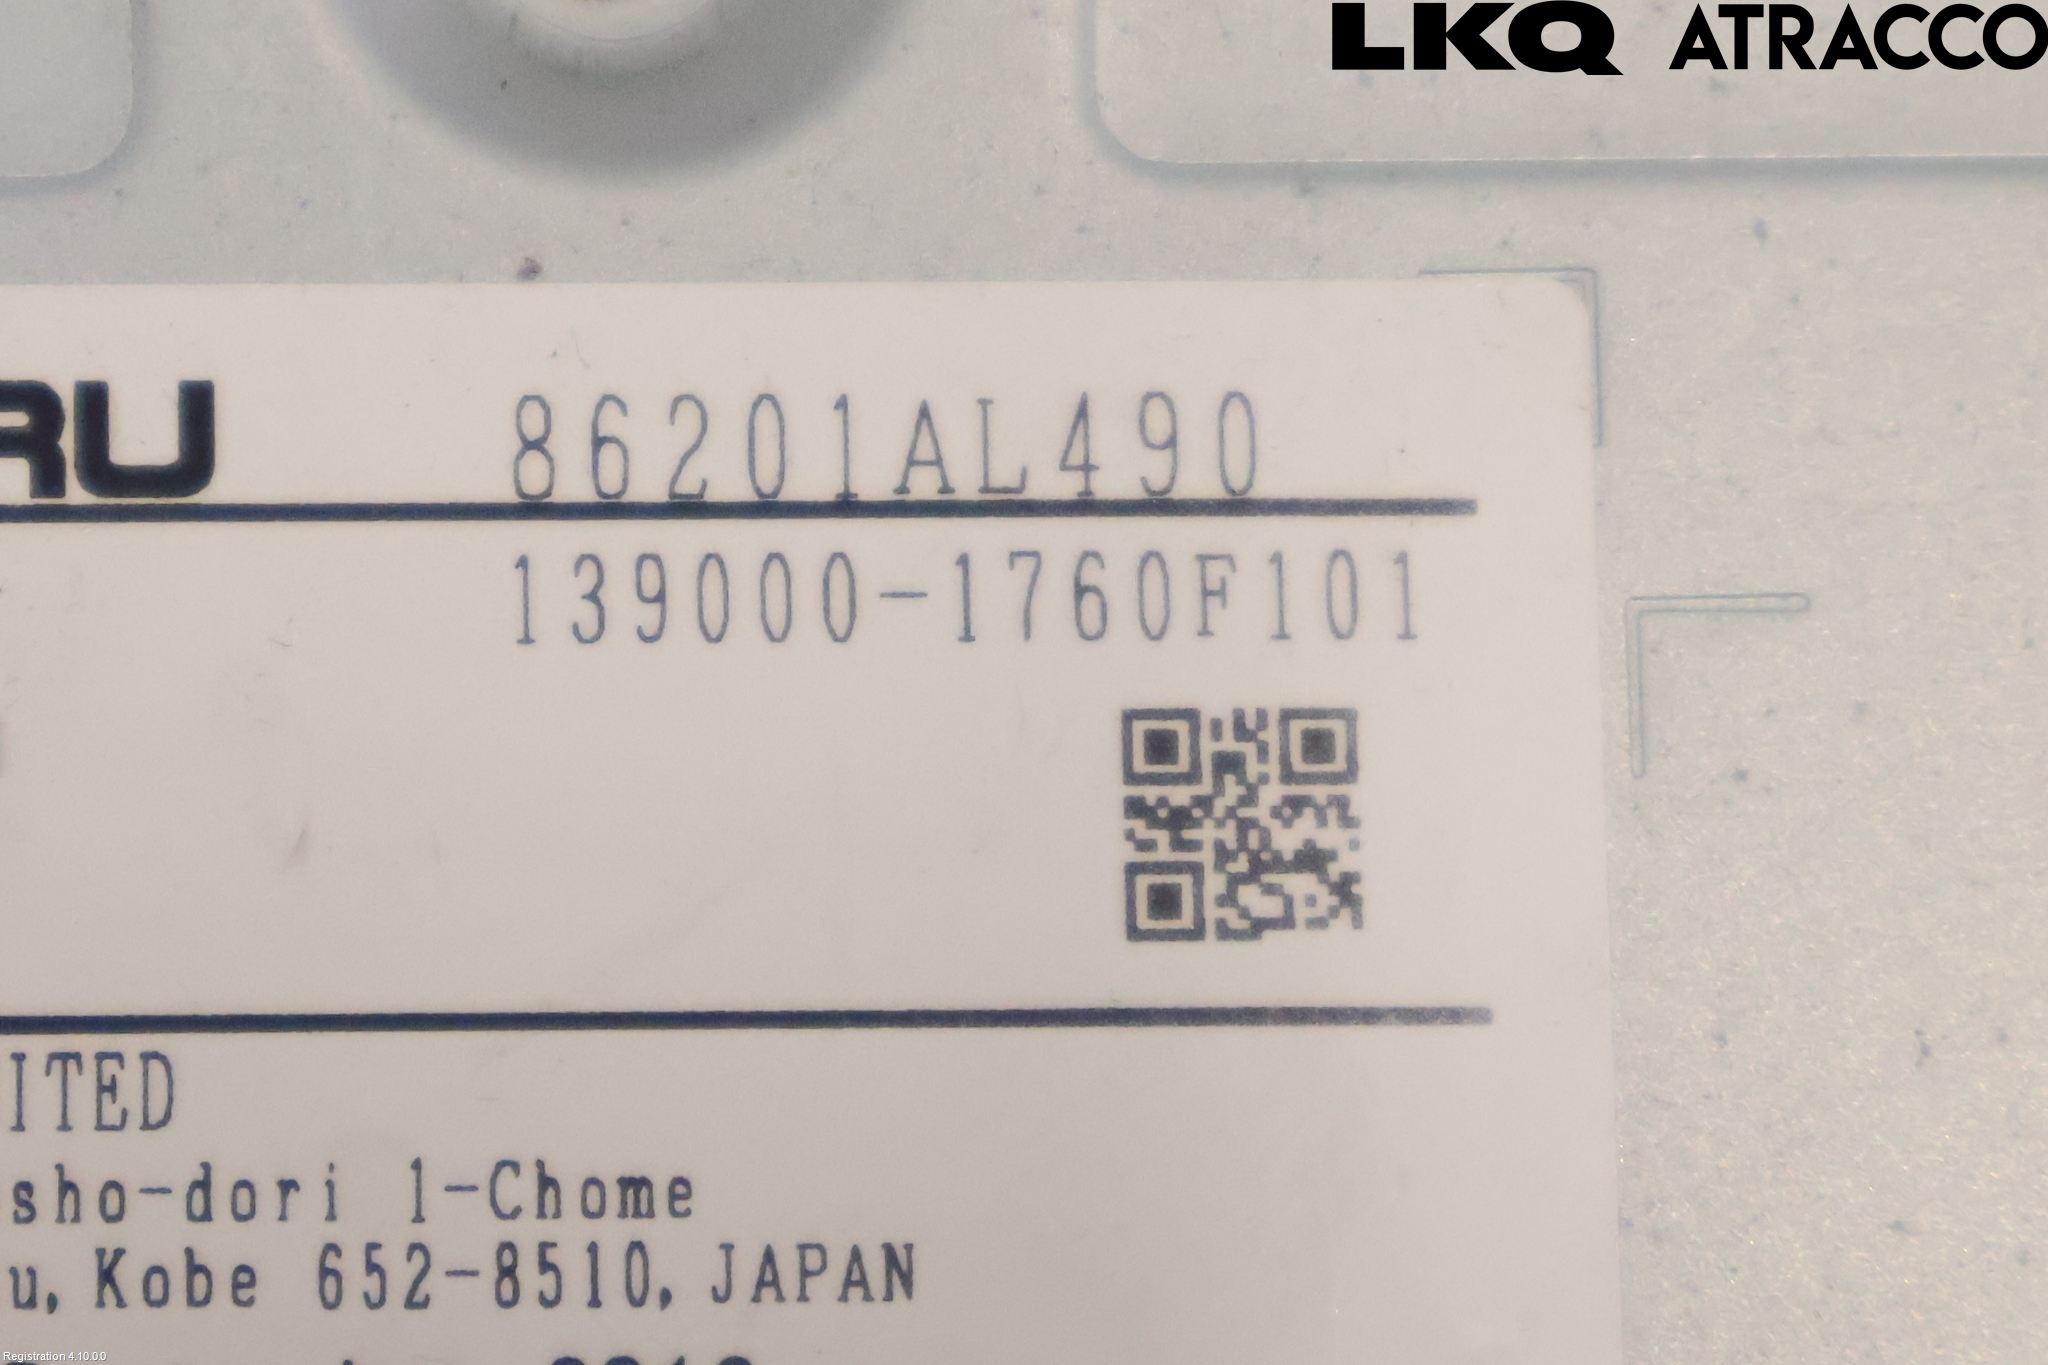 LKQ ATRACCO
RU 86201AL490
139000-1760F101
ITED
sho-dori 1-Chome
u, Kobe 652-8510, JAPAN
Registration 4.10.0.0